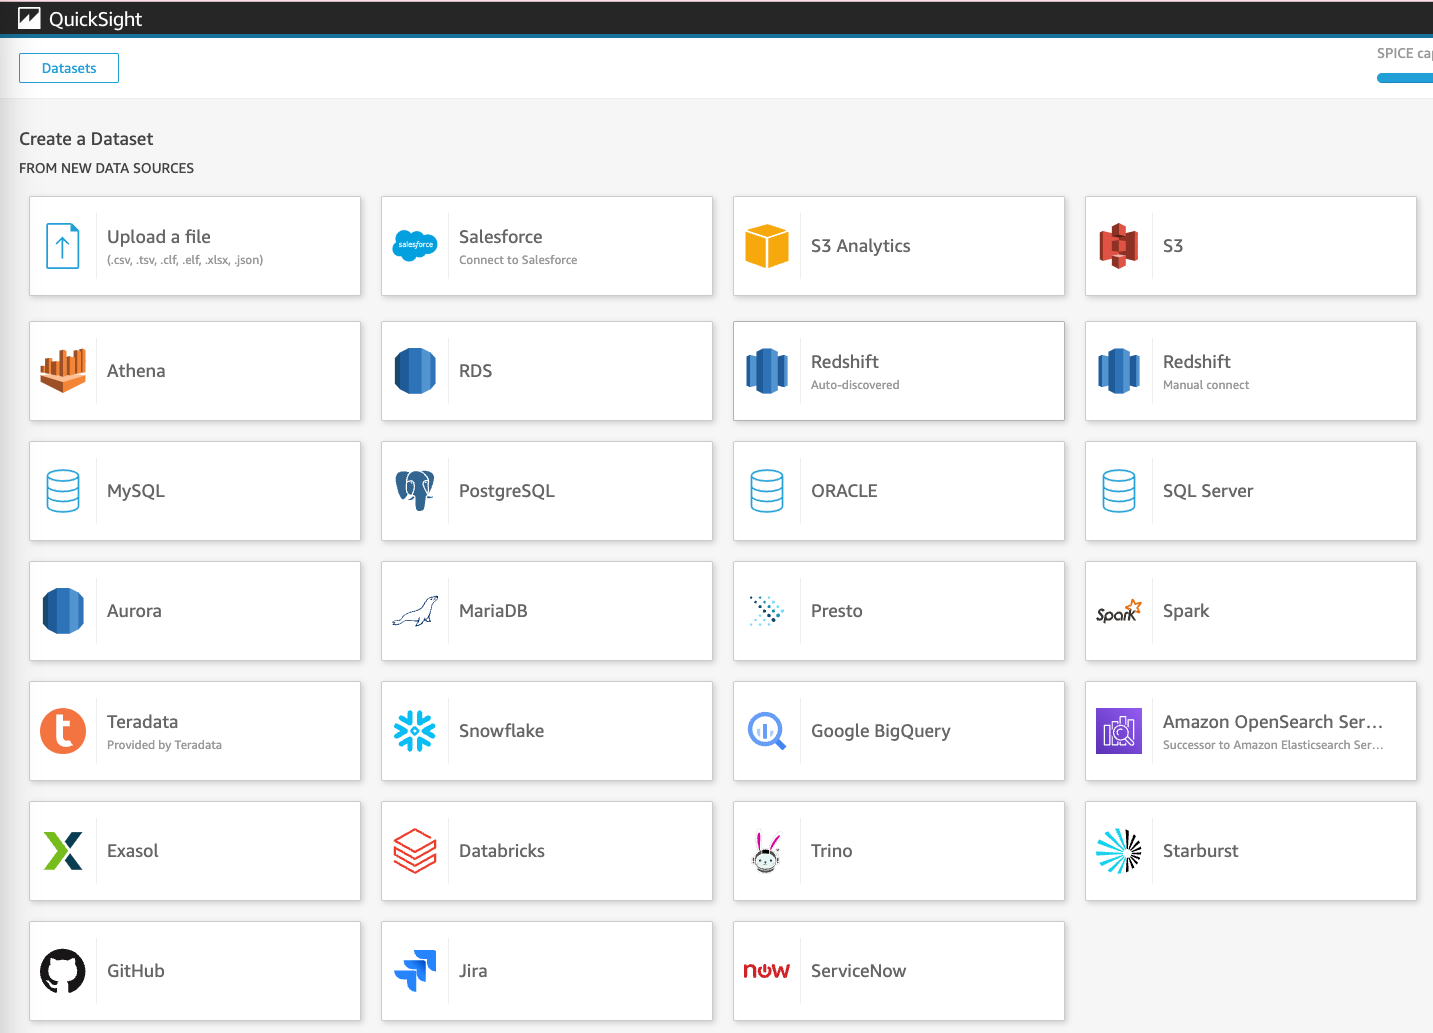 QuickSight
Datasets
SPICE cap
Create a Dataset
FROM NEW DATA SOURCES
Upload a file
(.csv, .tsv, .clf, .elf, .xlsx, .json)
salesforce
Salesforce
Connect to Salesforce
S3 Analytics
S3
Athena
RDS
Redshift
Auto-discovered
Redshift
Manual connect
MySQL
PostgreSQL
ORACLE
SQL Server
Aurora
MariaDB
Presto
Spark
Spark
t
Teradata
Provided by Teradata
Snowflake
Google BigQuery
Amazon OpenSearch Ser...
Successor to Amazon Elasticsearch Ser...
Exasol
Databricks
Trino
Starburst
GitHub
Jira
now
ServiceNow